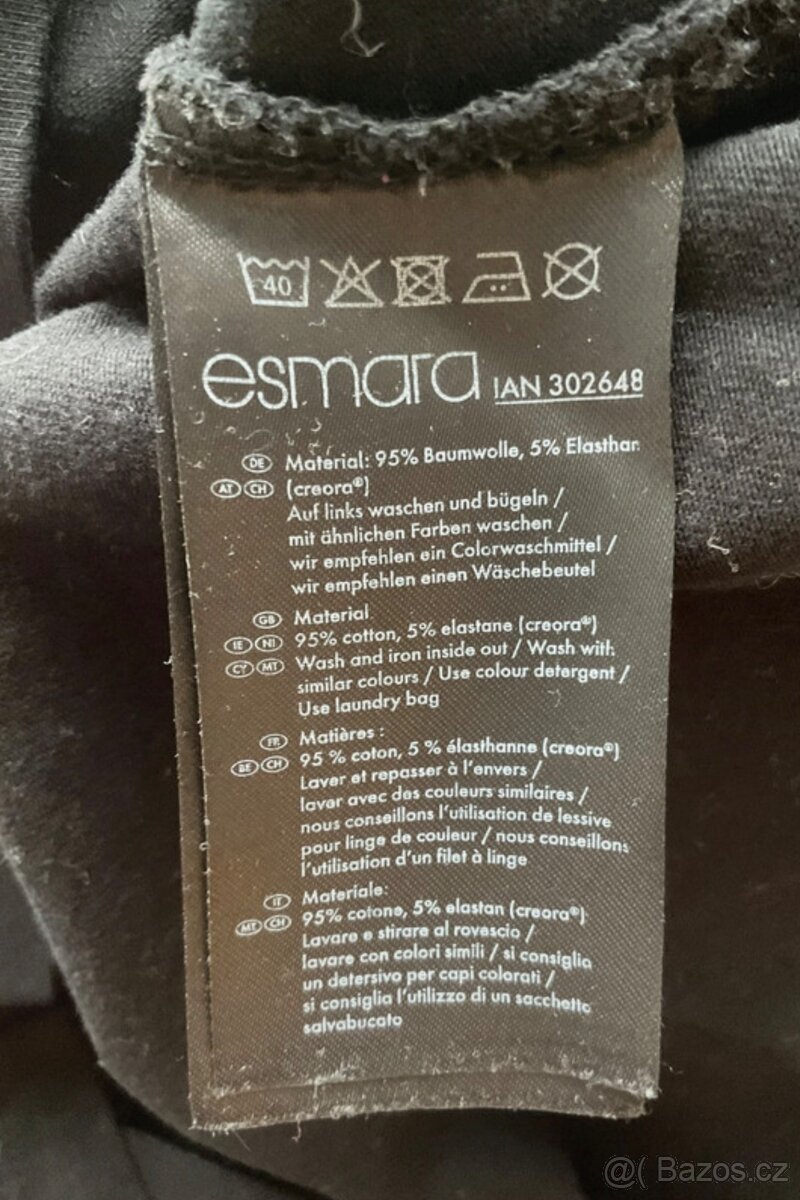 40
esmara IAN 302648
DE Material: 95% Baumwolle, 5% Elasthan
AT CH (creora®)
Auf links waschen und bügeln /
mit ähnlichen Farben waschen /
wir empfehlen ein Colorwaschmittel /
wir empfehlen einen Wäschebeutel
GB Material
IE NI 95% cotton, 5% elastane (creora®)
CY MT Wash and iron inside out / Wash with
similar colours / Use colour detergent /
Use laundry bag
FR Matières :
BE CH 95 % coton, 5 % élasthanne (creora®)
Laver et repasser à l'envers /
laver avec des couleurs similaires /
nous conseillons l'utilisation de lessive
pour linge de couleur / nous conseillons
l'utilisation d'un filet à linge
IT Materiale:
MT CH 95% cotone, 5% elastan (creora®)
Lavare e stirare al rovescio /
lavare con colori simili / si consiglia
un detersivo per capi colorati /
si consiglia l'utilizzo di un sacchetto
salvabucato
@( Bazos.cz